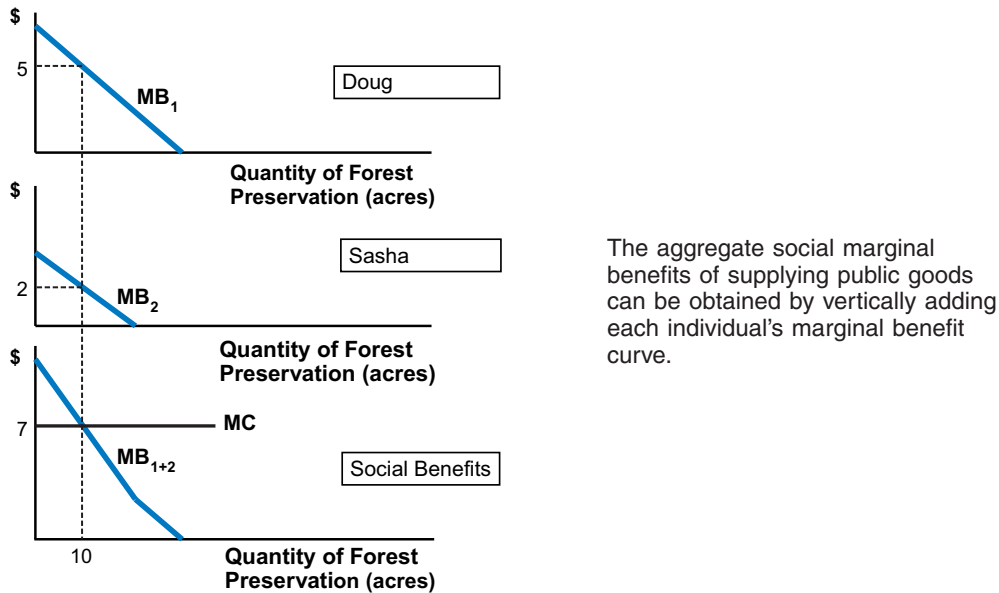 $
5
MB1
Doug
Quantity of Forest
Preservation (acres)
$
2
MB2
Sasha
Quantity of Forest
Preservation (acres)
$
7
MC
MB1+2
Social Benefits
10
Quantity of Forest
Preservation (acres)
The aggregate social marginal
benefits of supplying public goods
can be obtained by vertically adding
each individual's marginal benefit
curve.